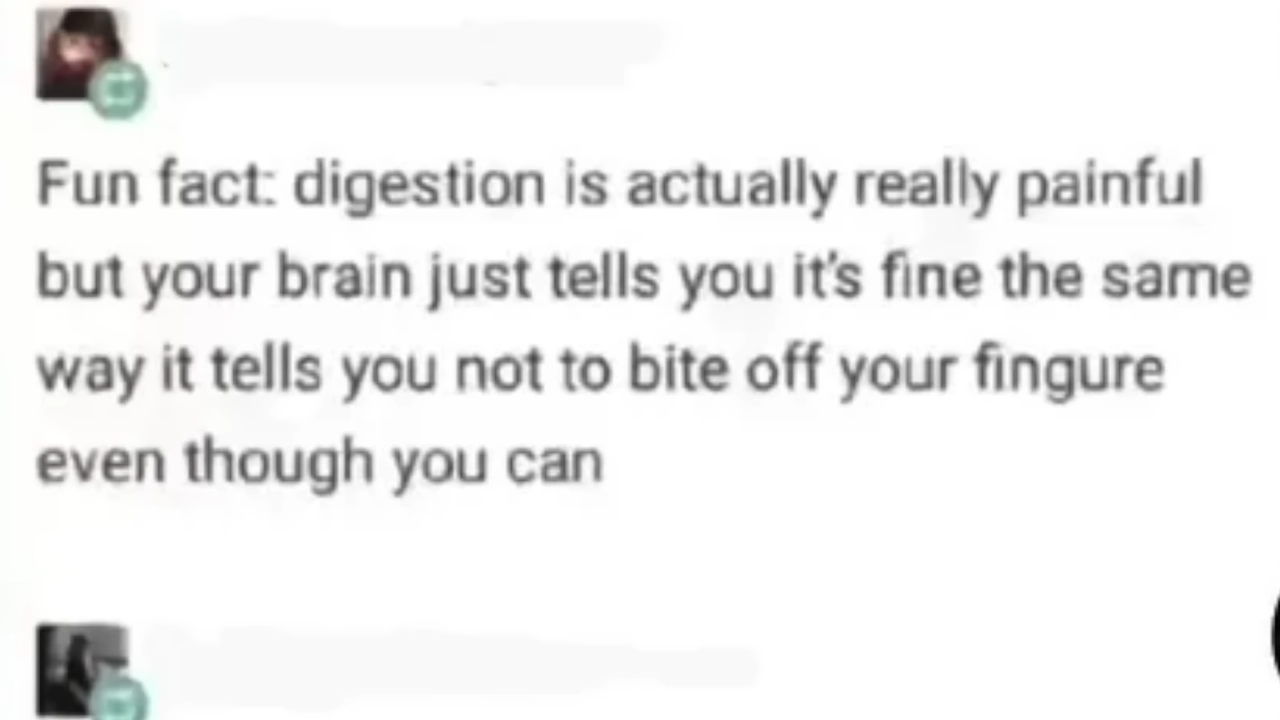 Fun fact: digestion is actually really painful
but your brain just tells you it's fine the same
way it tells you not to bite off your fingure
even though you can